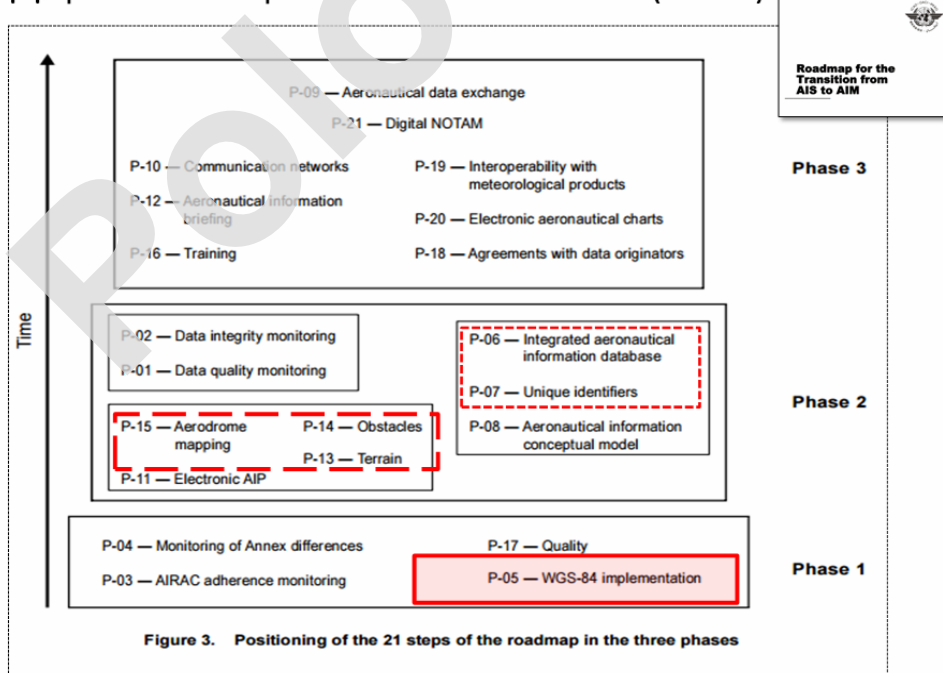 Roadmap for the
Transition from
AIS to AIM
P-09 — Aeronautical data exchange
P-21 — Digital NOTAM
P-10 — Communication networks
P-19 — Interoperability with
meteorological products
P-12 — Aeronautical information
briefing
P-20 — Electronic aeronautical charts
P-16 — Training
P-18 — Agreements with data originators
Phase 3
Time
P-02 — Data integrity monitoring
P-01 — Data quality monitoring
P-06 — Integrated aeronautical
information database
P-07 — Unique identifiers
P-15 — Aerodrome
mapping
P-14 — Obstacles
P-13 — Terrain
P-11 — Electronic AIP
P-08 — Aeronautical information
conceptual model
Phase 2
P-04 — Monitoring of Annex differences
P-17 — Quality
P-03 — AIRAC adherence monitoring
P-05 — WGS-84 implementation
Phase 1
Figure 3. Positioning of the 21 steps of the roadmap in the three phases
Polo